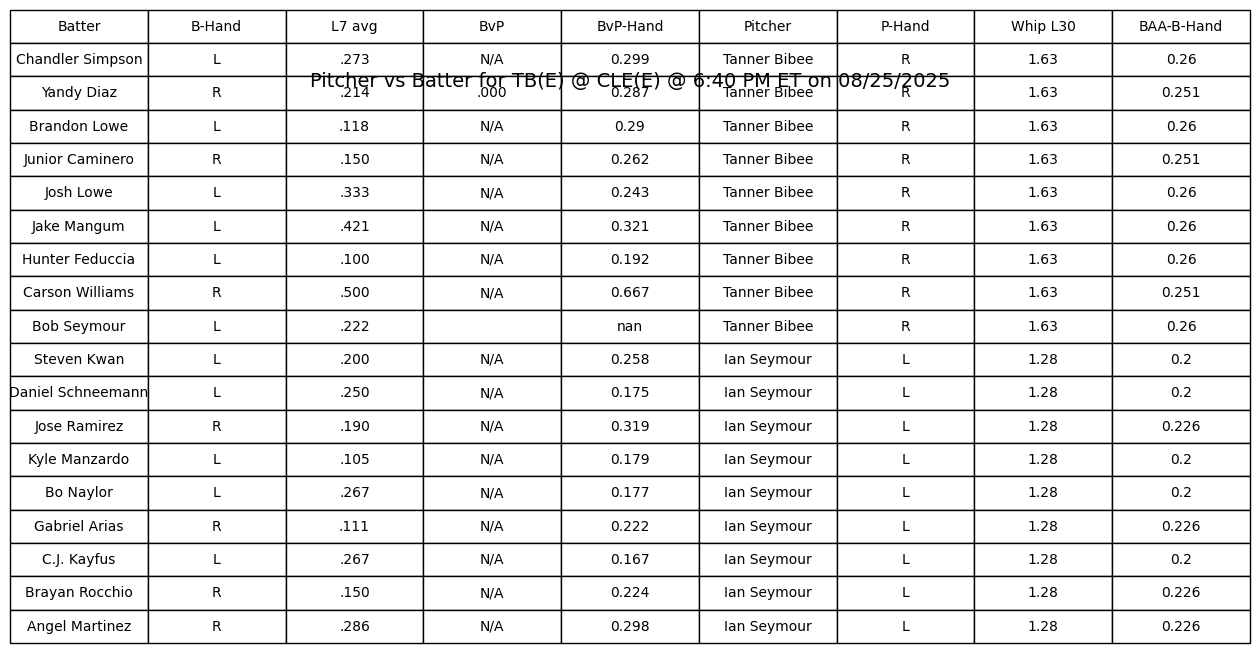 Batter B-Hand L7 avg BvP BvP-Hand Pitcher P-Hand Whip L30 BAA-B-Hand
Chandler Simpson L .273 N/A 0.299 Tanner Bibee R 1.63 0.26
Pitcher vs Batter for TB(E) @ CLE(E) @ 6:40 PM ET on 08/25/2025
Yandy Diaz R .214 .000 0.287 Tanner Bibee R 1.63 0.251
Brandon Lowe L .118 N/A 0.29 Tanner Bibee R 1.63 0.26
Junior Caminero R .150 N/A 0.262 Tanner Bibee R 1.63 0.251
Josh Lowe L .333 N/A 0.243 Tanner Bibee R 1.63 0.26
Jake Mangum L .421 N/A 0.321 Tanner Bibee R 1.63 0.26
Hunter Feduccia L .100 N/A 0.192 Tanner Bibee R 1.63 0.26
Carson Williams R .500 N/A 0.667 Tanner Bibee R 1.63 0.251
Bob Seymour L .222 nan Tanner Bibee R 1.63 0.26
Steven Kwan L .200 N/A 0.258 Ian Seymour L 1.28 0.2
Daniel Schneemann L .250 N/A 0.175 Ian Seymour L 1.28 0.2
Jose Ramirez R .190 N/A 0.319 Ian Seymour L 1.28 0.226
Kyle Manzardo L .105 N/A 0.179 Ian Seymour L 1.28 0.2
Bo Naylor L .267 N/A 0.177 Ian Seymour L 1.28 0.2
Gabriel Arias R .111 N/A 0.222 Ian Seymour L 1.28 0.226
C.J. Kayfus L .267 N/A 0.167 Ian Seymour L 1.28 0.2
Brayan Rocchio R .150 N/A 0.224 Ian Seymour L 1.28 0.226
Angel Martinez R .286 N/A 0.298 Ian Seymour L 1.28 0.226